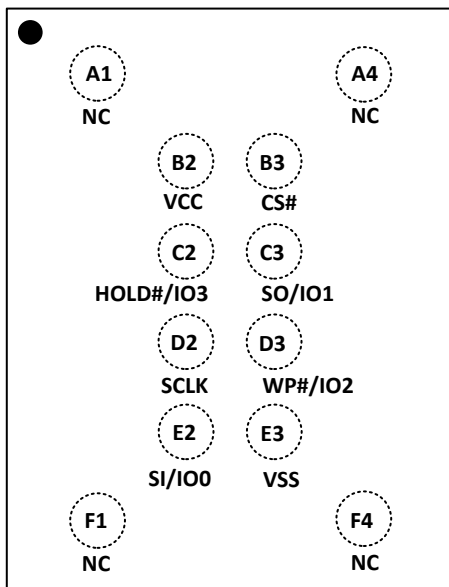 A1 A4
NC NC
B2 B3
VCC CS#
C2 C3
HOLD#/IO3 SO/IO1
D2 D3
SCLK WP#/IO2
E2 E3
SI/IO0 VSS
F1 F4
NC NC